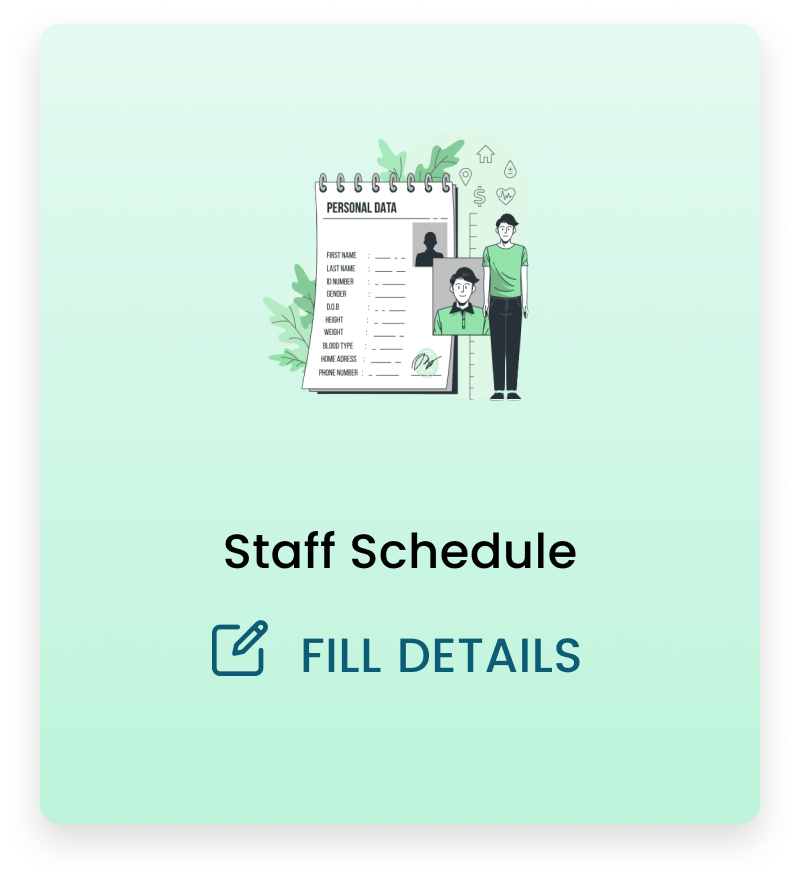 PERSONAL DATA
FIRST NAME :
LAST NAME :
ID NUMBER :
GENDER :
D.O.B :
HEIGHT :
WEIGHT :
BLOOD TYPE :
HOME ADRESS :
PHONE NUMBER :
$
Staff Schedule
FILL DETAILS